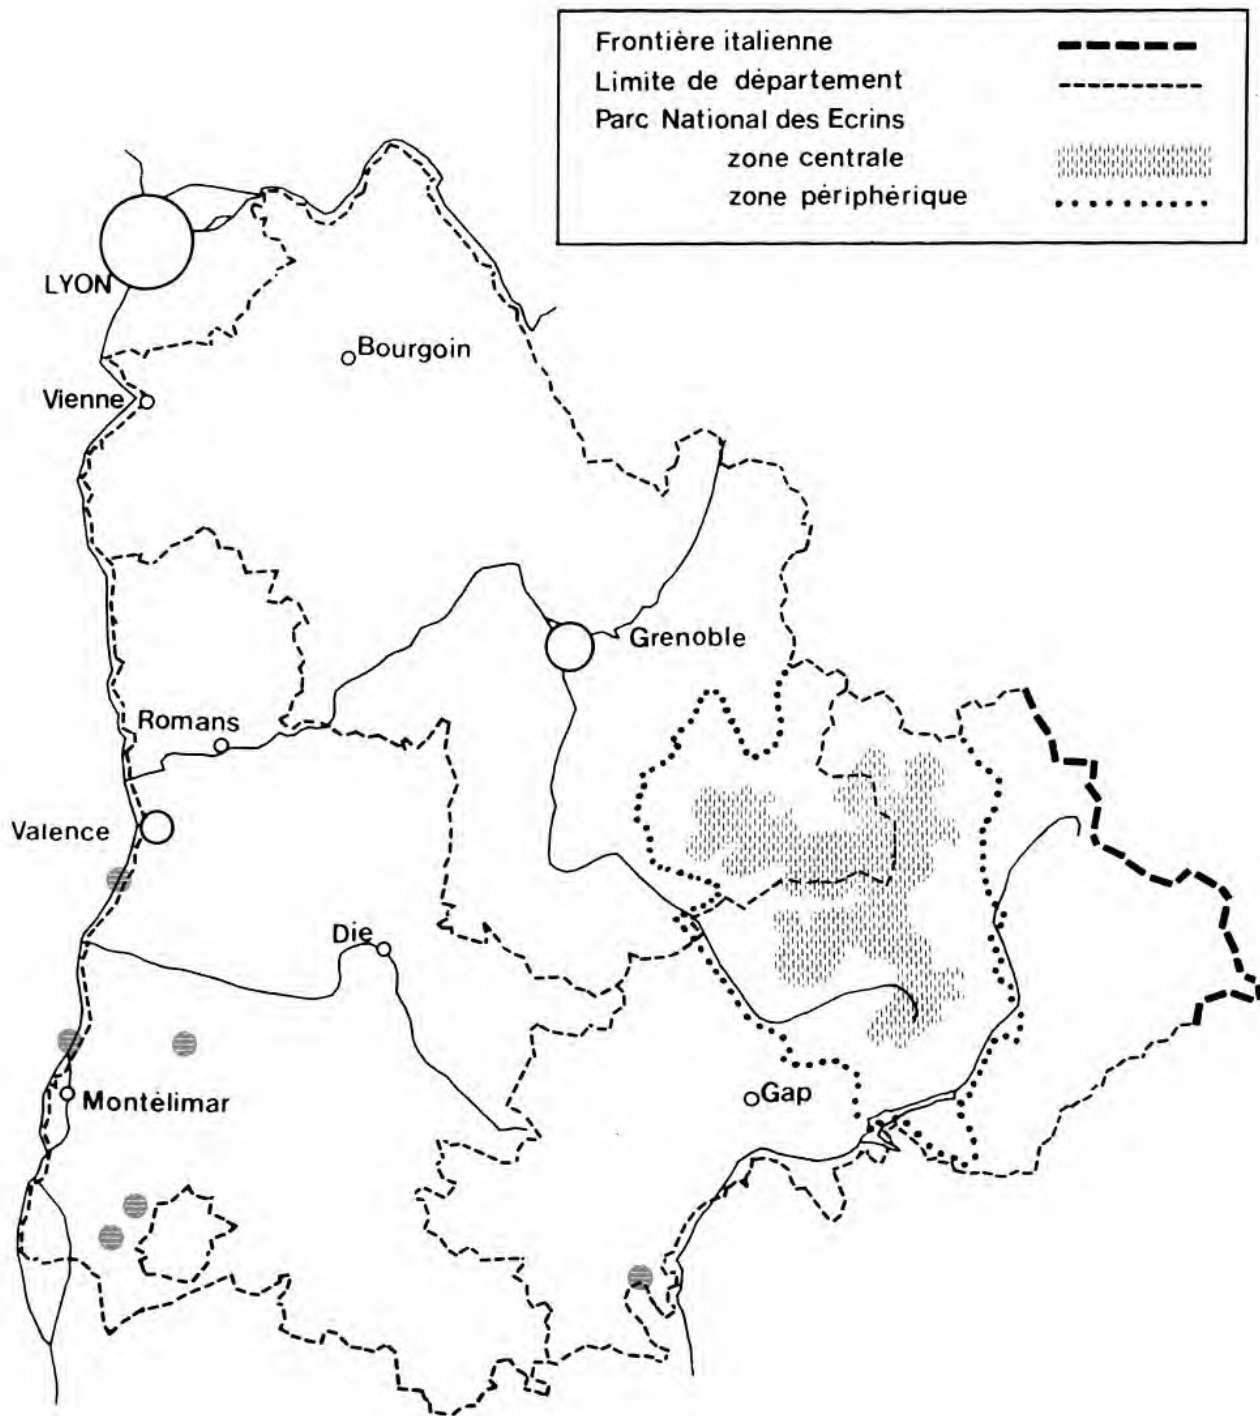 Frontière italienne
Limite de département
Parc National des Ecrins
zone centrale
zone périphérique
LYON
Bourgoin
Vienne
Grenoble
Romans
Valence
Die
Montélimar
Gap